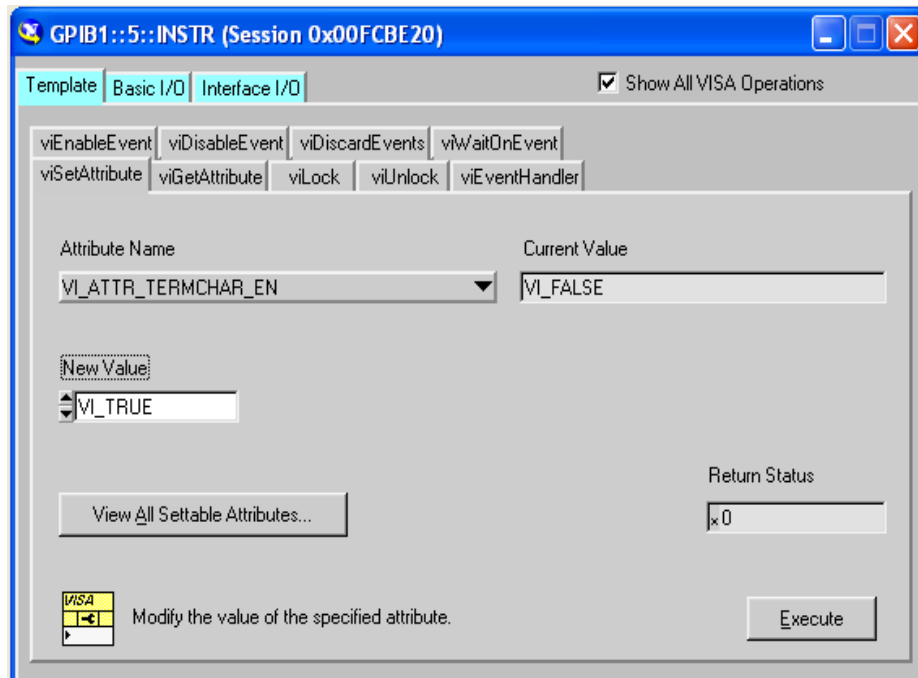 GPIB1::5::INSTR (Session 0x00FCBE20)
Template Basic I/O Interface I/O Show All VISA Operations
viEnableEvent viDisableEvent viDiscardEvents viWaitOnEvent
viSetAttribute viGetAttribute viLock viUnlock viEventHandler
Attribute Name Current Value
VI_ATTR_TERMCHAR_EN VI_FALSE
New Value
VI_TRUE
Return Status
View All Settable Attributes... x0
VISA
Modify the value of the specified attribute. Execute